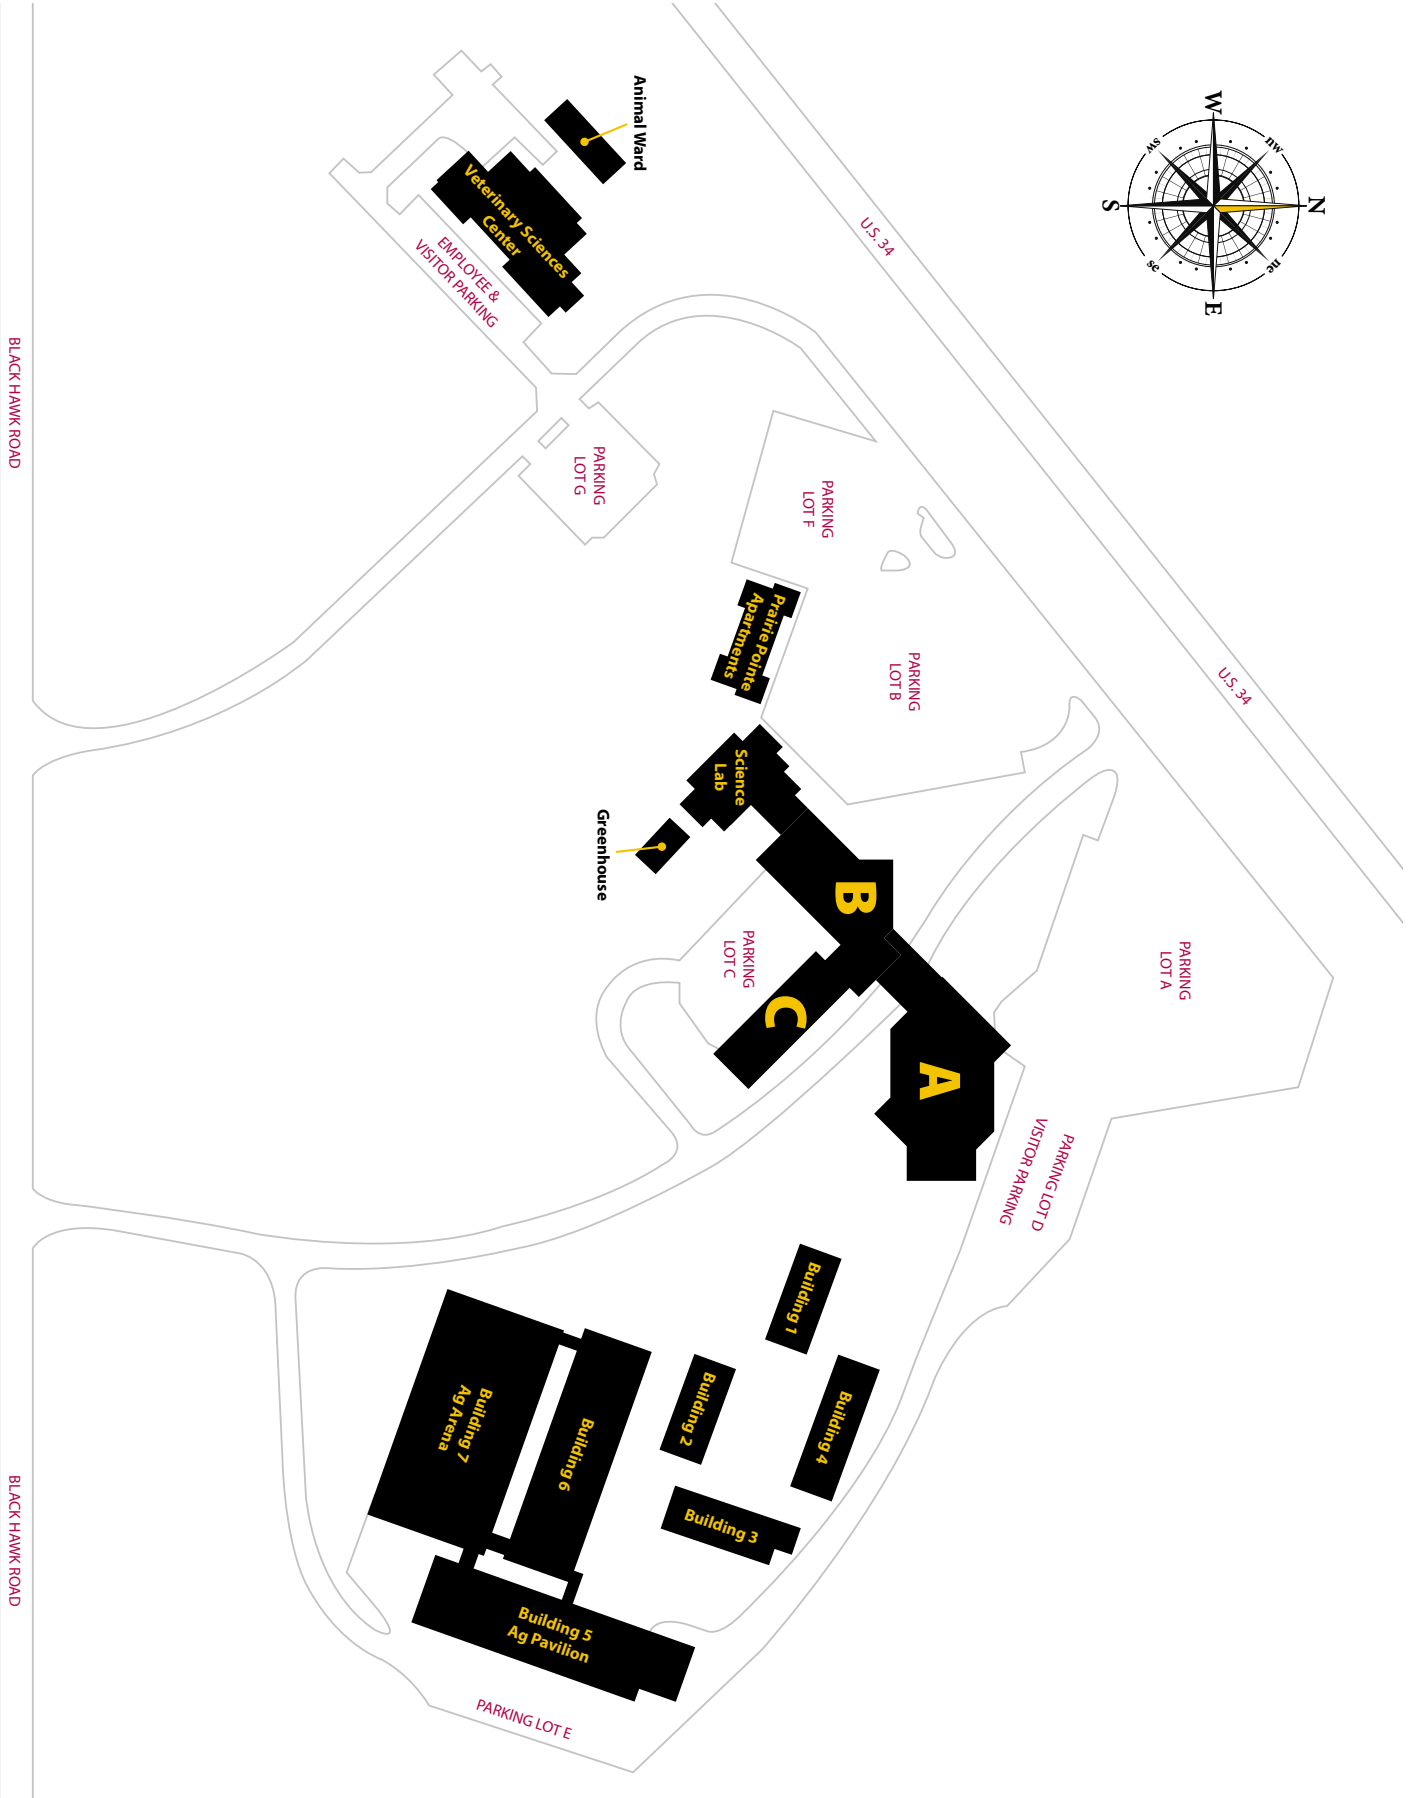 W
nw
N
ne
E
se
S
sw
U.S. 34
U.S. 34
BLACK HAWK ROAD
BLACK HAWK ROAD
Animal Ward
Veterinary Sciences
Center
EMPLOYEE &
VISITOR PARKING
PARKING
LOT G
PARKING
LOT F
Prairie Pointe
Apartments
PARKING
LOT B
Science
Lab
Greenhouse
B
PARKING
LOT C
C
A
PARKING
LOT A
PARKING LOT D
VISITOR PARKING
Building 1
Building 2
Building 4
Building 3
Building 6
Building 7
Ag Arena
Building 5
Ag Pavilion
PARKING LOT E